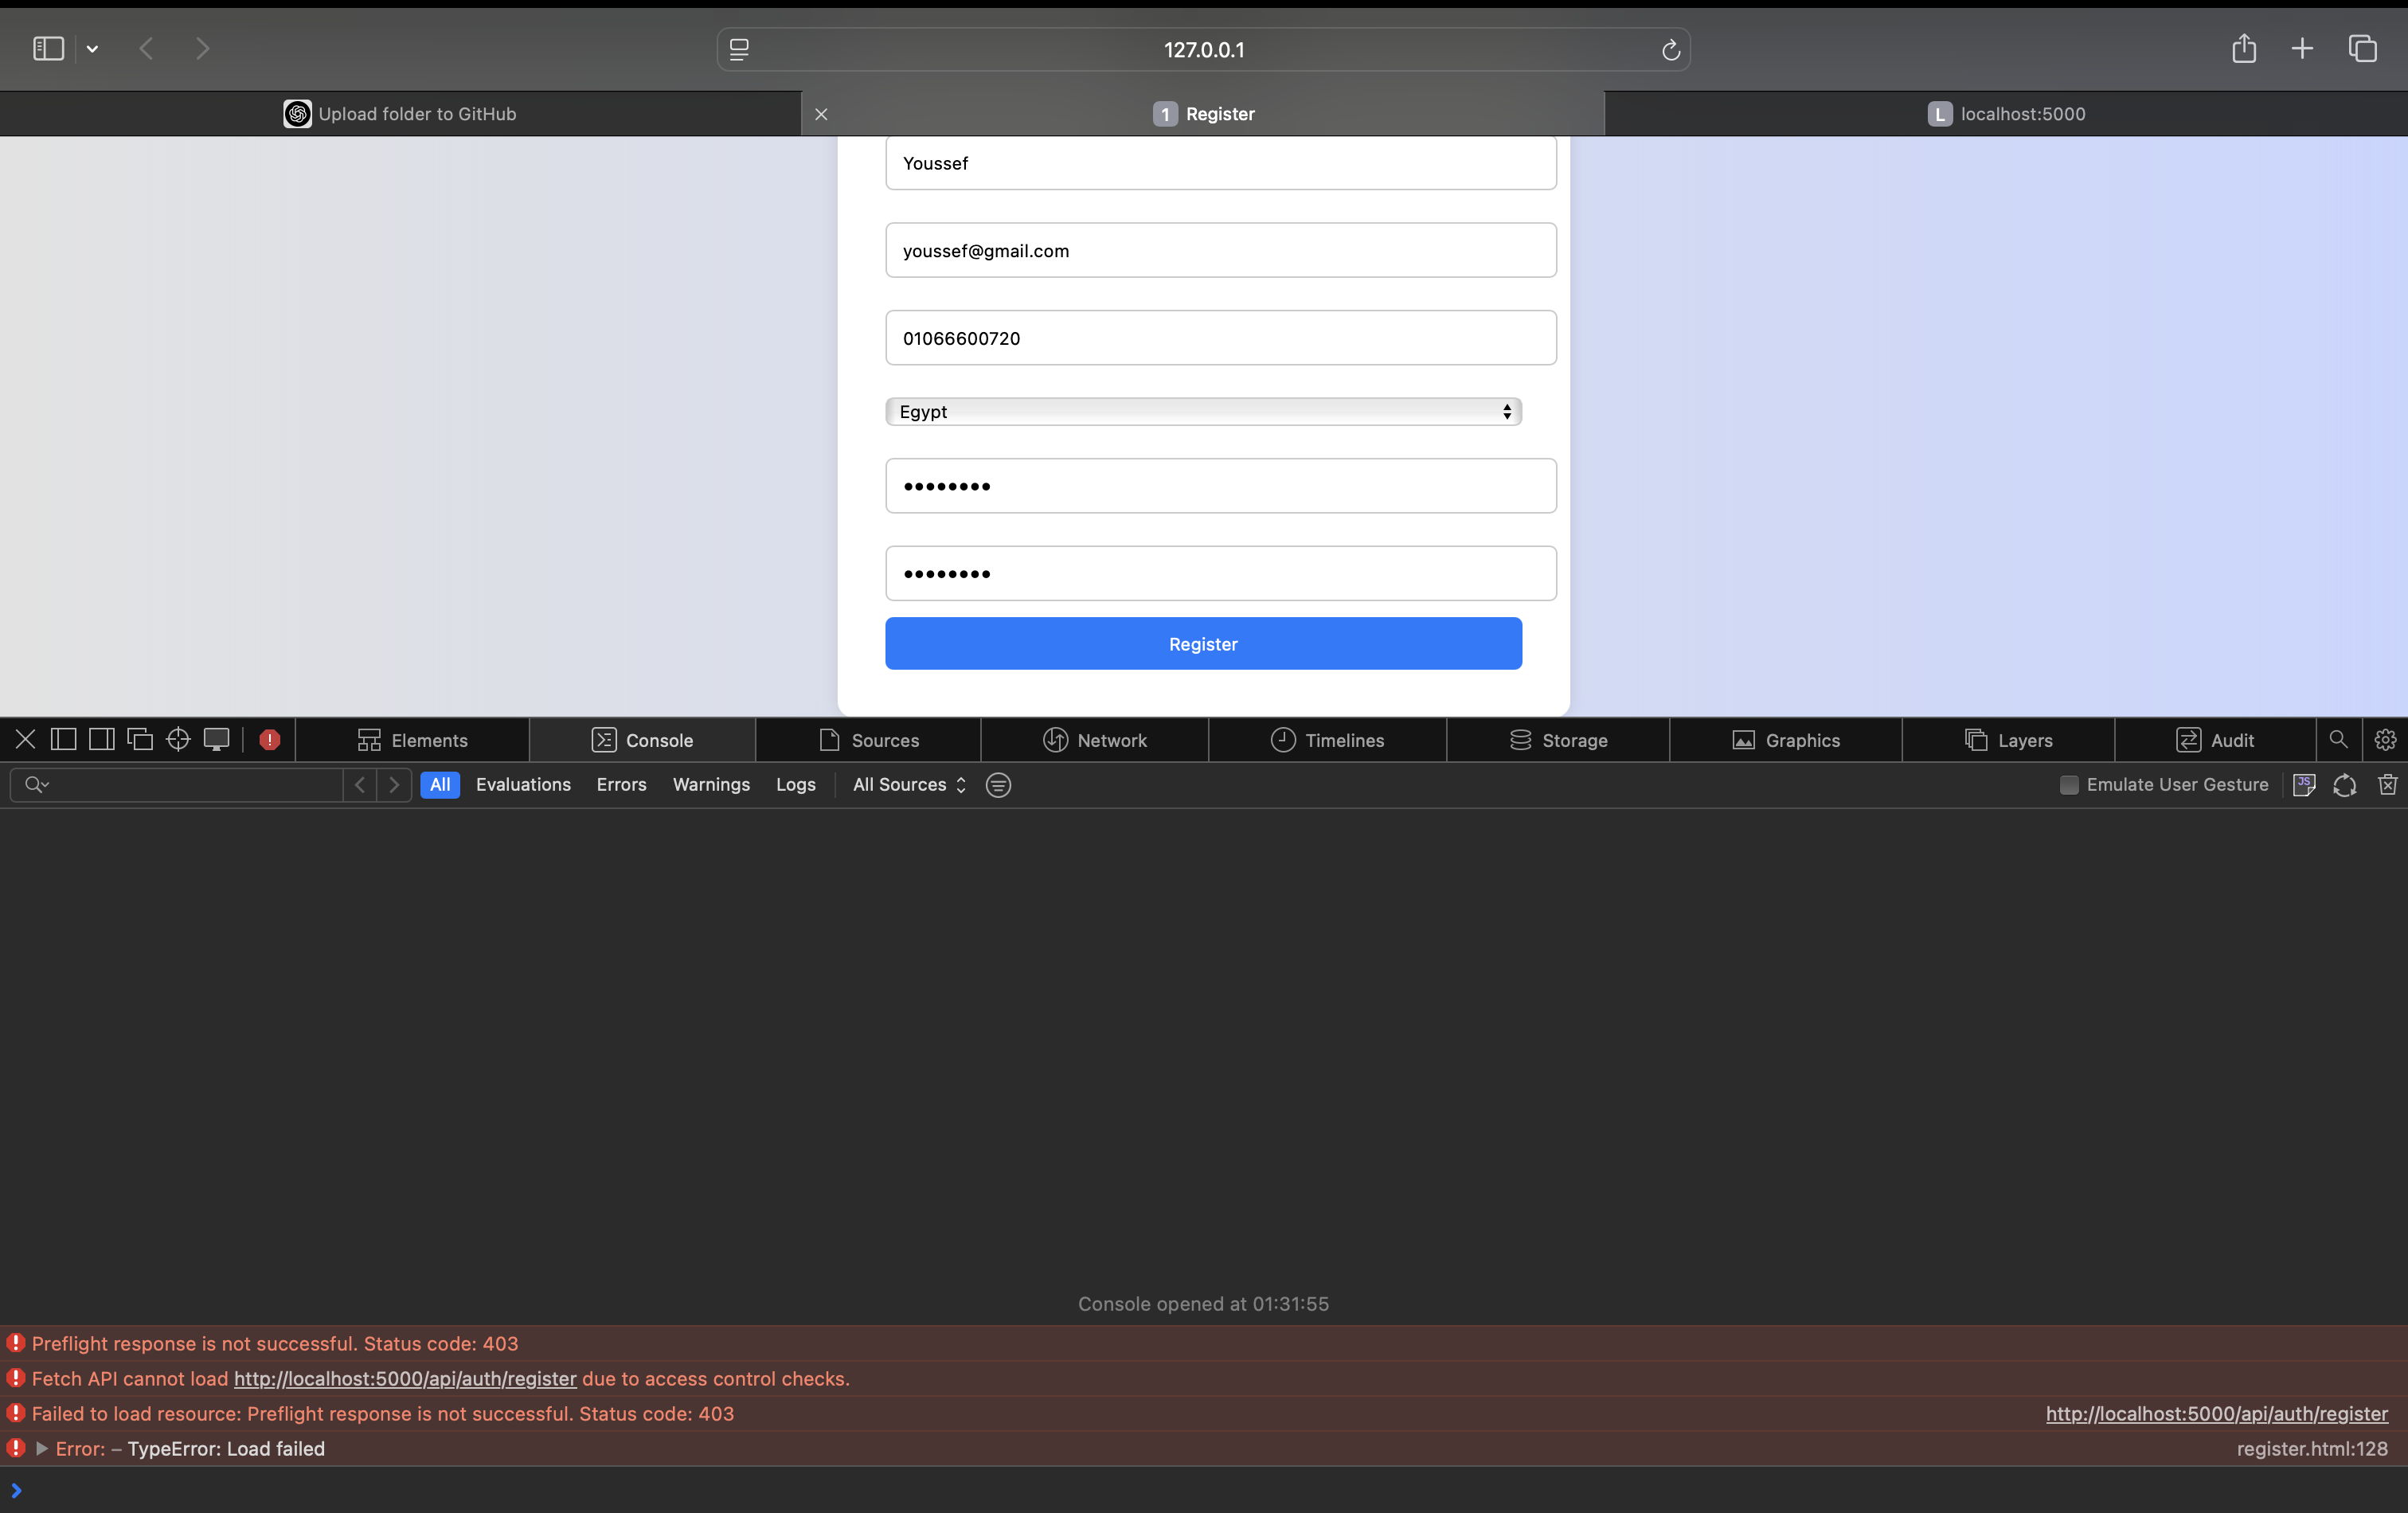 127.0.0.1
Upload folder to GitHub
1 Register
L localhost:5000
Youssef
youssef@gmail.com
01066600720
Egypt
••••••••
••••••••
Register
Elements
Console
Sources
Network
Timelines
Storage
Graphics
Layers
Audit
All
Evaluations
Errors
Warnings
Logs
All Sources
Emulate User Gesture
JS
Console opened at 01:31:55
Preflight response is not successful. Status code: 403
Fetch API cannot load http://localhost:5000/api/auth/register due to access control checks.
Failed to load resource: Preflight response is not successful. Status code: 403
http://localhost:5000/api/auth/register
Error: – TypeError: Load failed
register.html:128